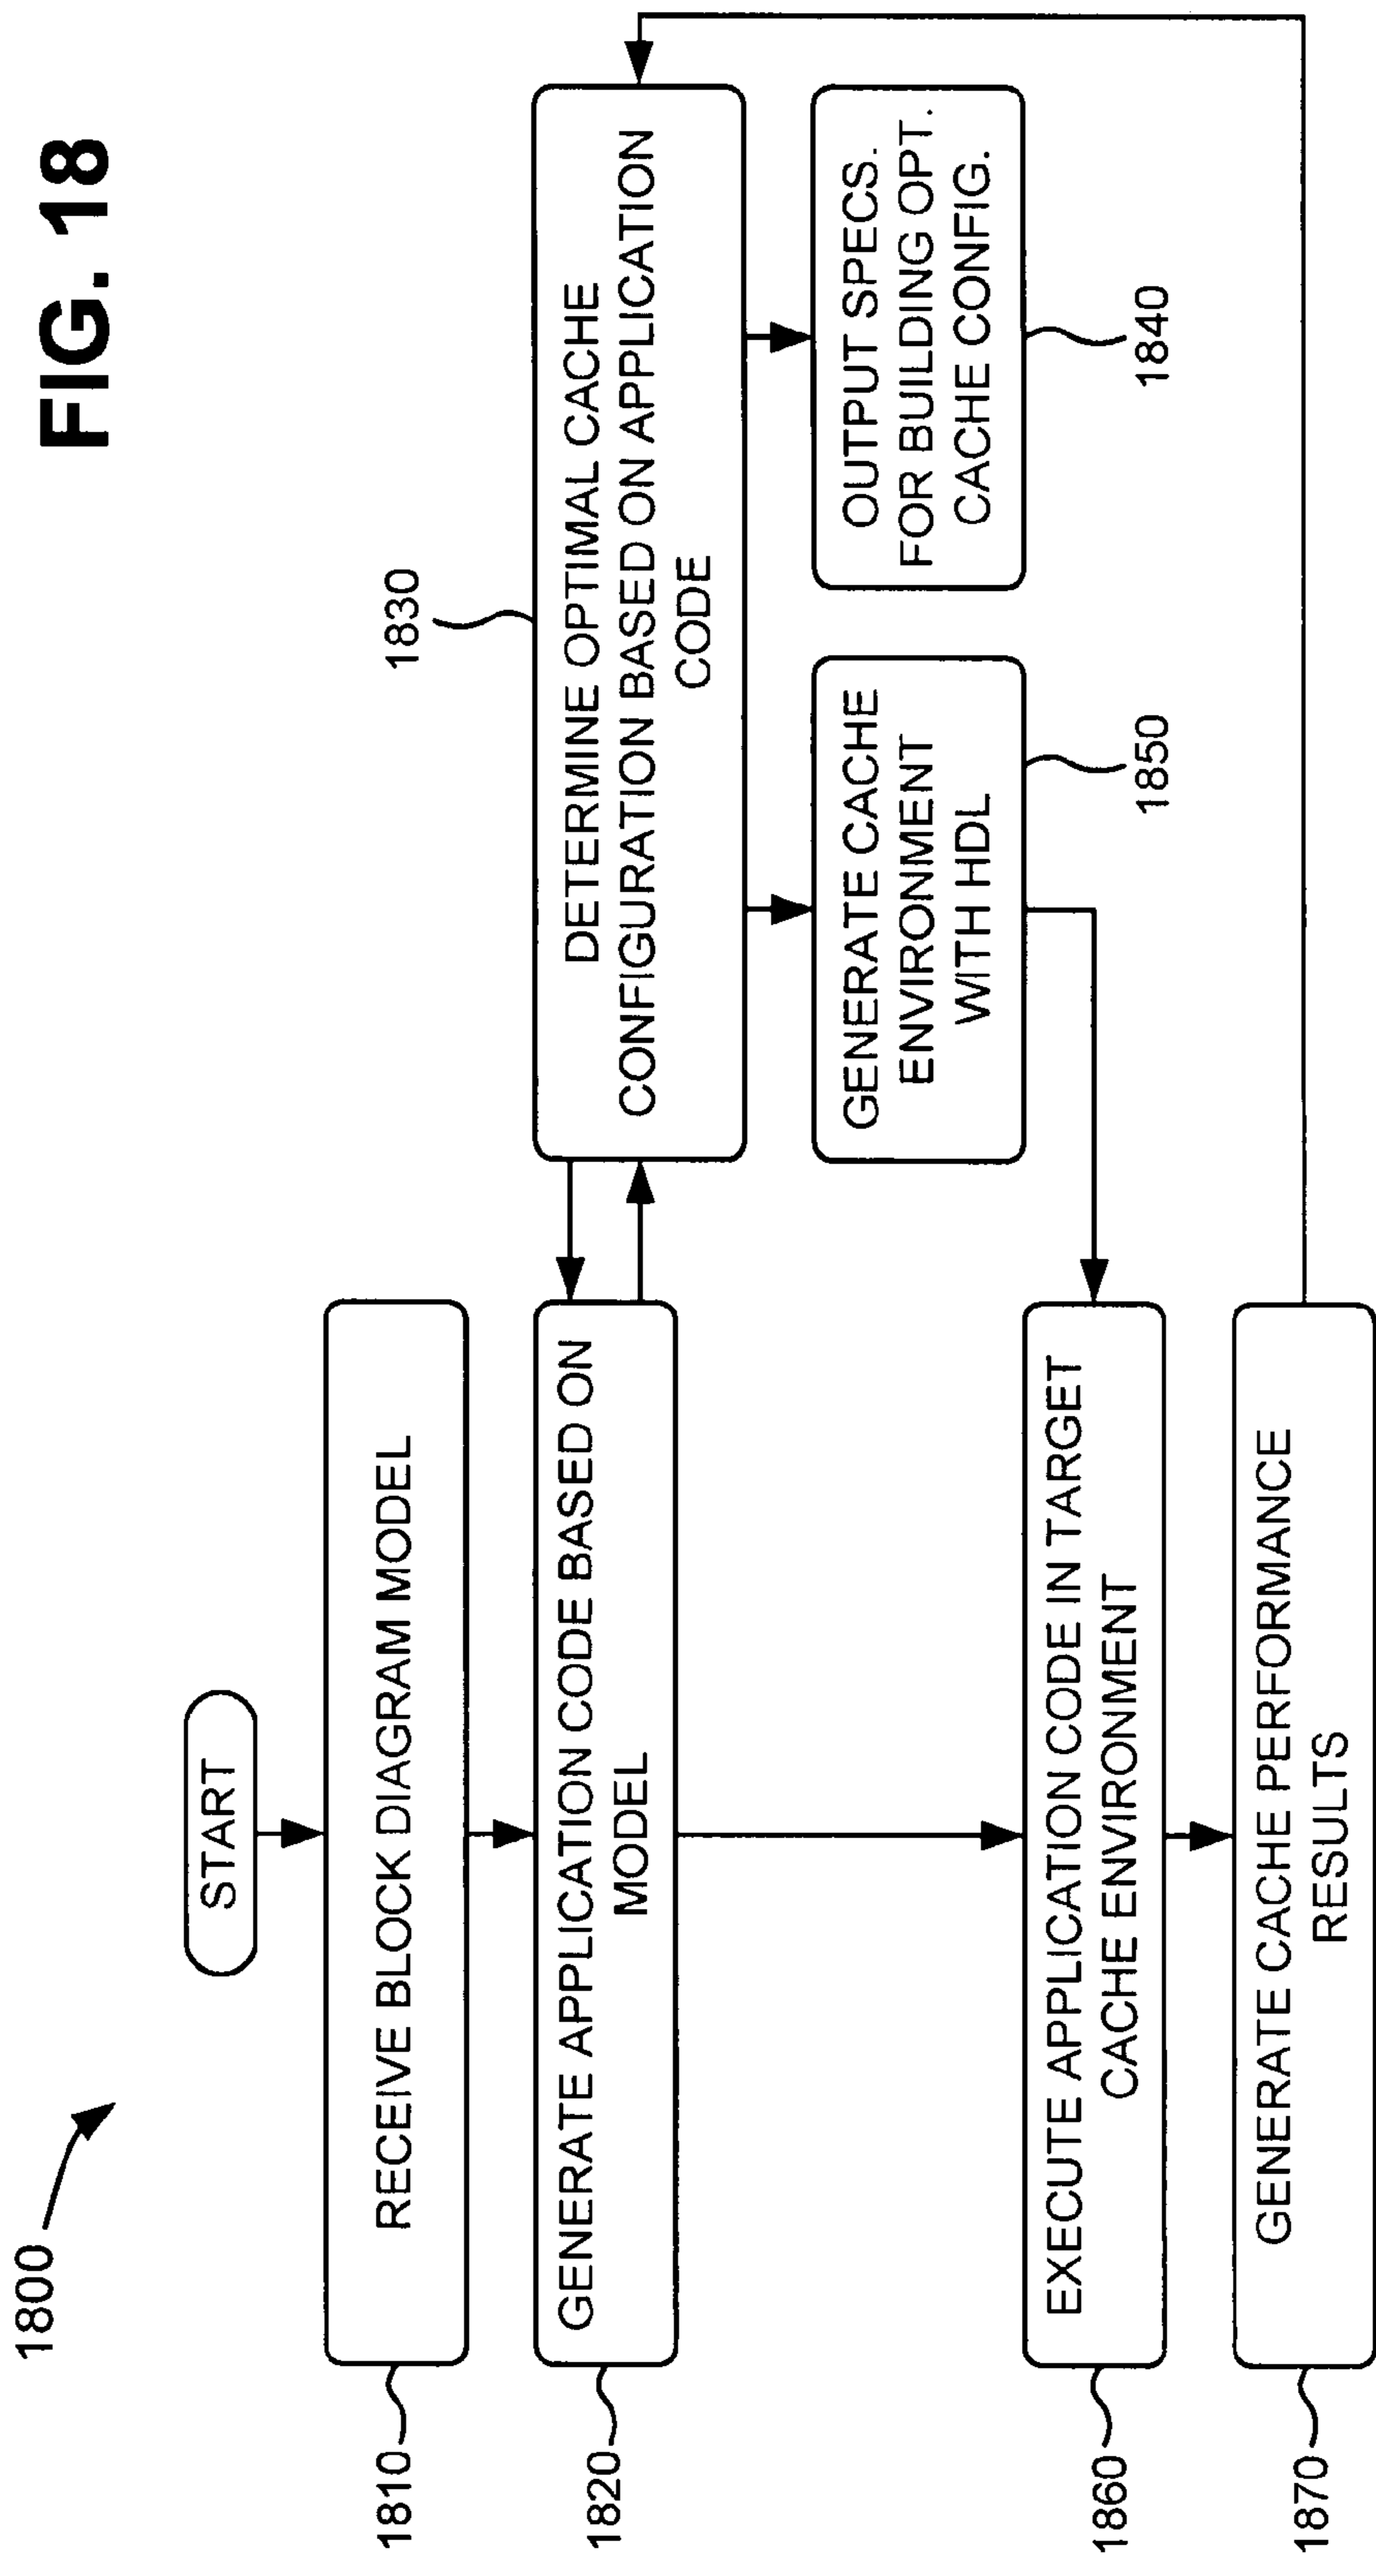 FIG. 18
1800
START
RECEIVE BLOCK DIAGRAM MODEL
1810
GENERATE APPLICATION CODE BASED ON
MODEL
1820
1830
DETERMINE OPTIMAL CACHE
CONFIGURATION BASED ON APPLICATION
CODE
GENERATE CACHE
ENVIRONMENT
WITH HDL
1850
OUTPUT SPECS.
FOR BUILDING OPT.
CACHE CONFIG.
1840
EXECUTE APPLICATION CODE IN TARGET
CACHE ENVIRONMENT
1860
GENERATE CACHE PERFORMANCE
RESULTS
1870